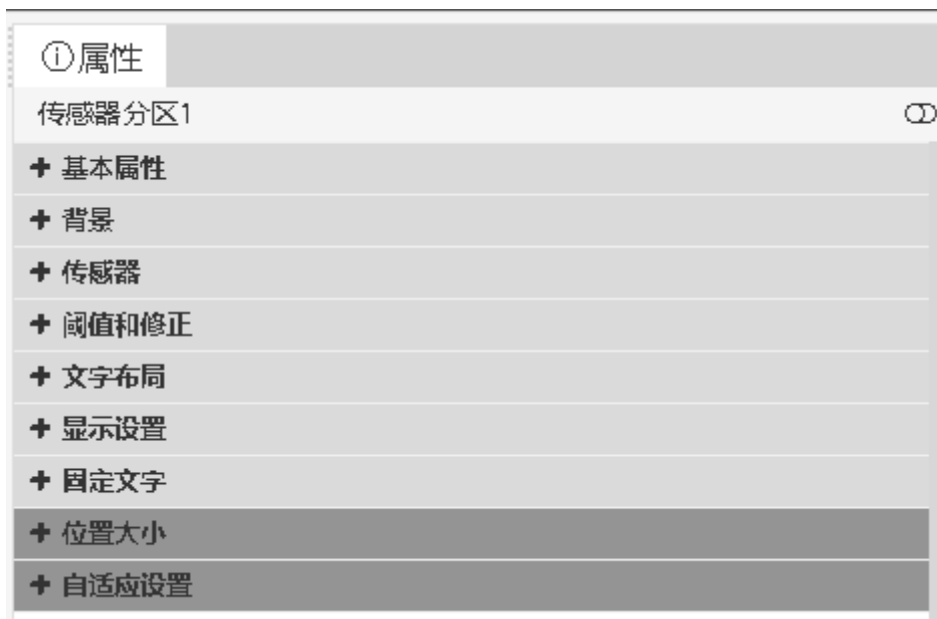 属性
传感器分区1
基本属性
背景
传感器
阈值和修正
文字布局
显示设置
固定文字
位置大小
自适应设置